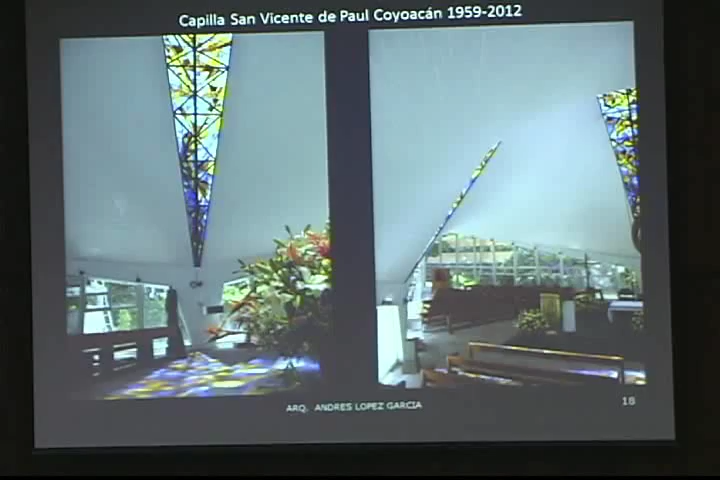 Capilla San Vicente de Paul Coyoacán 1959-2012
ARQ. ANDRES LOPEZ GARCIA
18